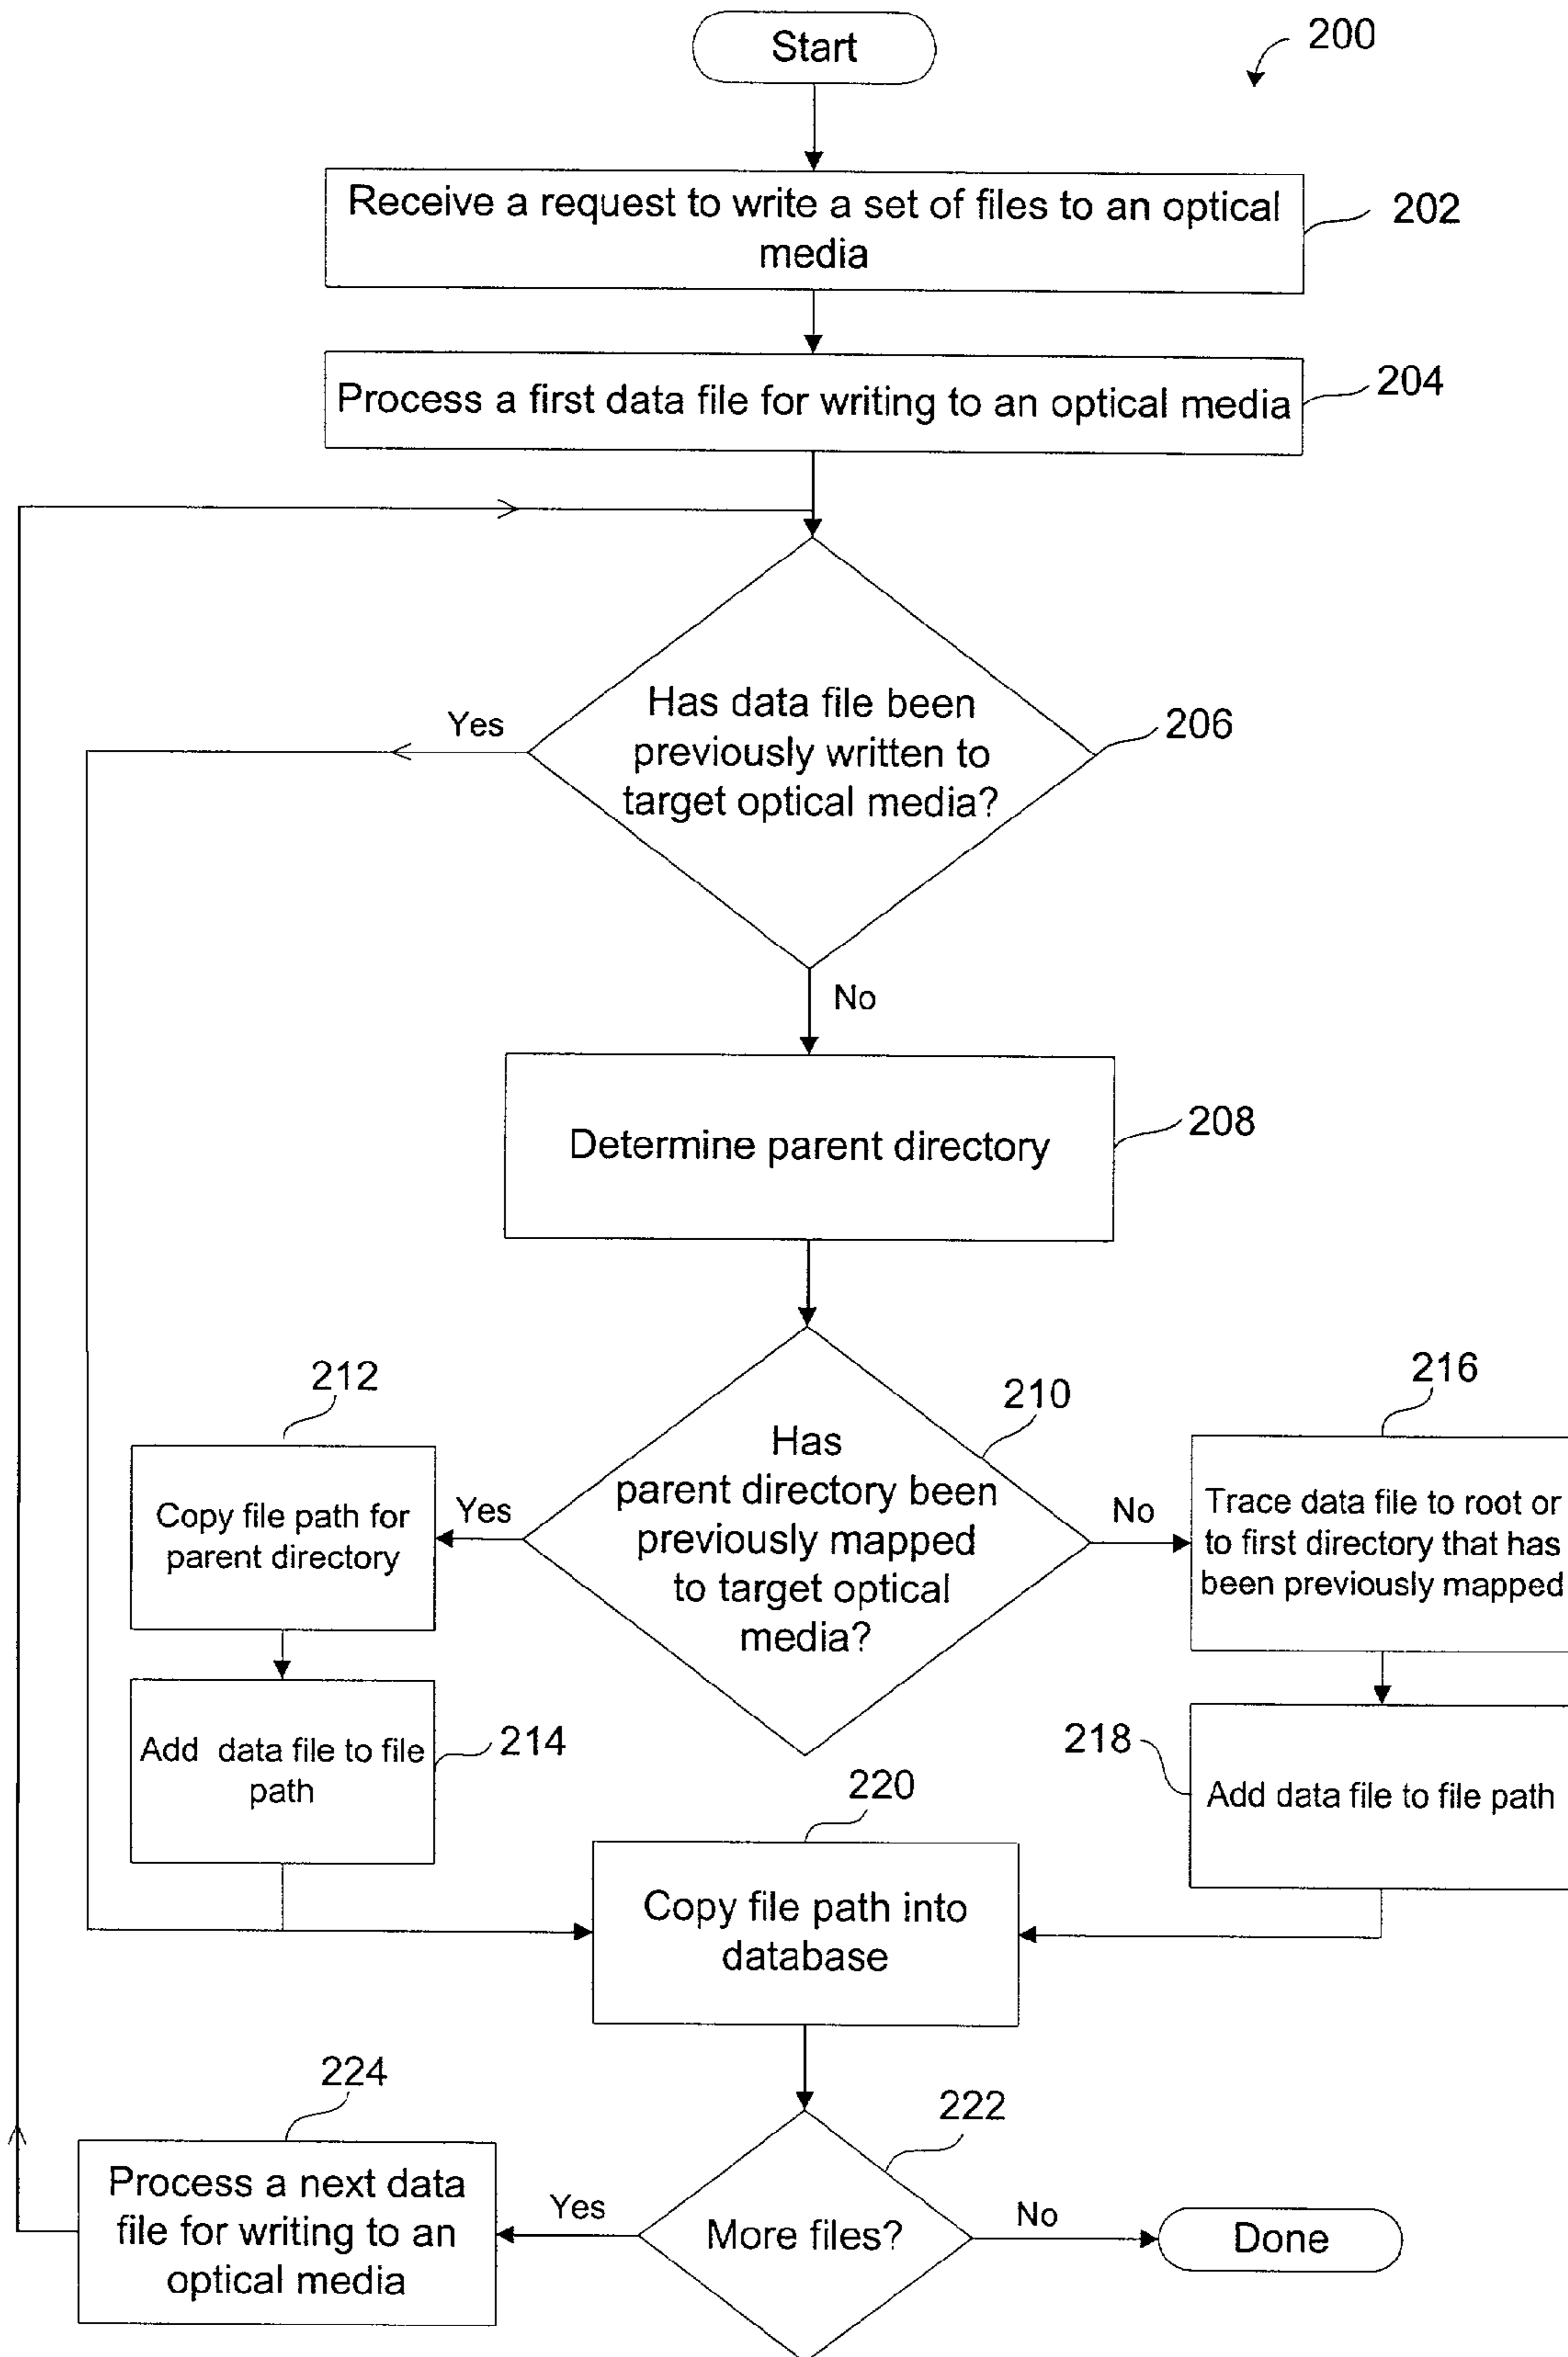 Start
200
Receive a request to write a set of files to an optical
media
202
Process a first data file for writing to an optical media
204
Has data file been
previously written to
target optical media?
206
Yes
No
Determine parent directory
208
Has
parent directory been
previously mapped
to target optical
media?
210
Yes
No
212
Copy file path for
parent directory
216
Trace data file to root or
to first directory that has
been previously mapped
Add data file to file
path
214
218
Add data file to file path
220
Copy file path into
database
222
More files?
Yes
No
224
Process a next data
file for writing to an
optical media
Done